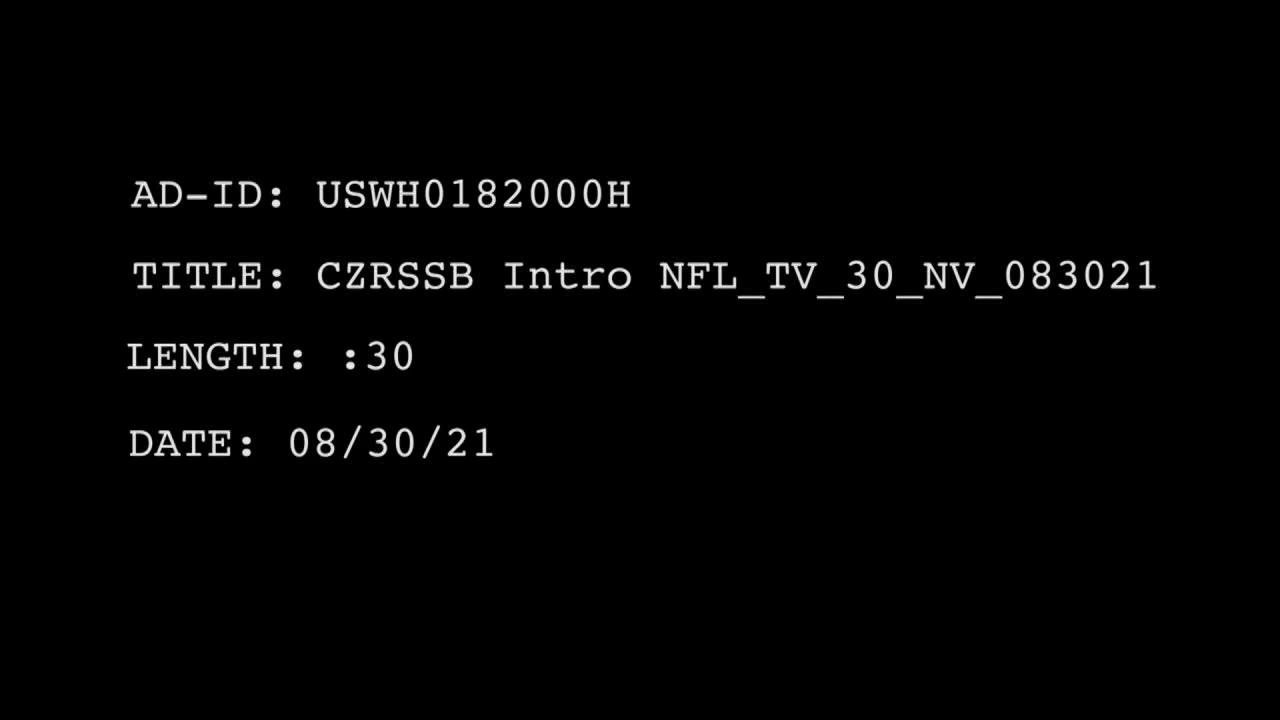 AD-ID: USWH0182000H
TITLE: CZRSSB Intro NFL_TV_30_NV_083021
LENGTH: :30
DATE: 08/30/21